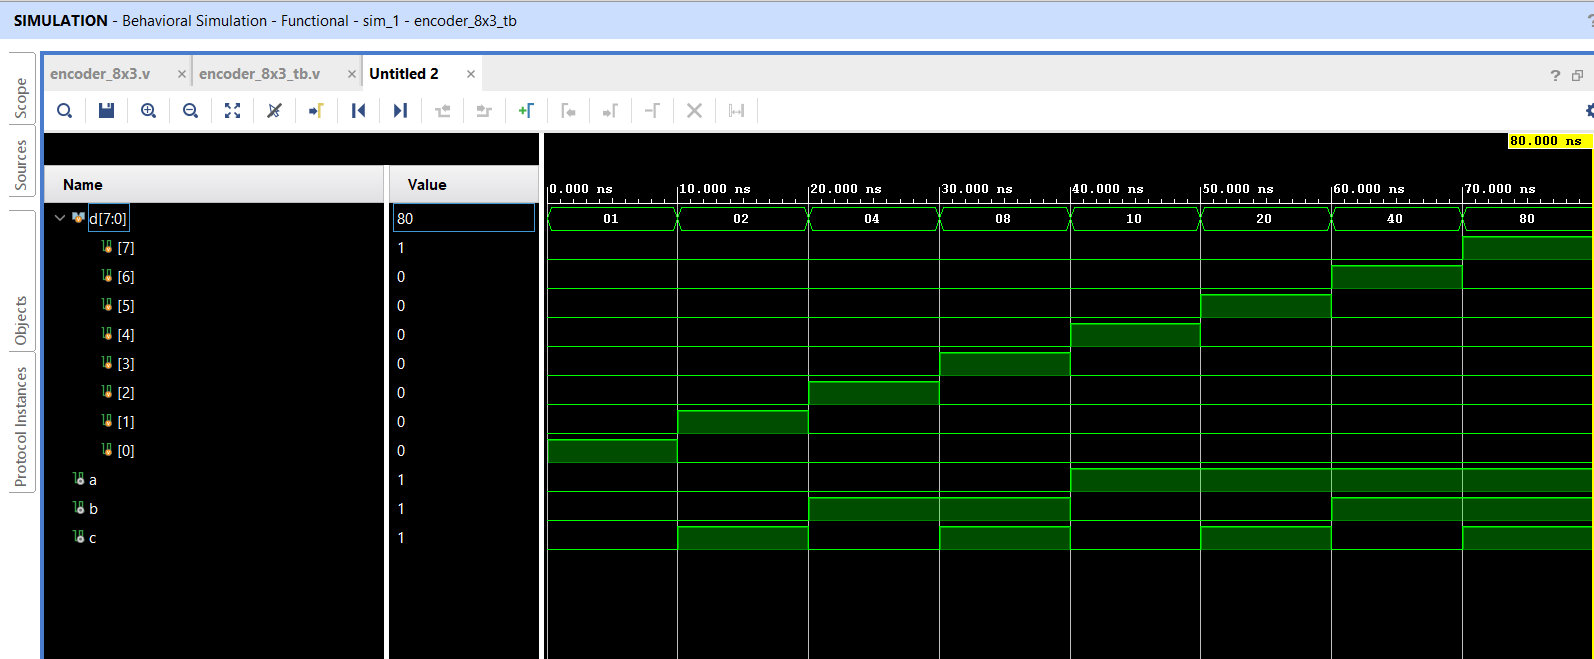 SIMULATION - Behavioral Simulation - Functional - sim_1 - encoder_8x3_tb
?
Scope
Sources
Objects
Protocol Instances
encoder_8x3.v × encoder_8x3_tb.v × Untitled 2 ×
?
80.000 ns
Name Value
0.000 ns 10.000 ns 20.000 ns 30.000 ns 40.000 ns 50.000 ns 60.000 ns 70.000 ns
d[7:0] 80 01 02 04 08 10 20 40 80
[7] 1
[6] 0
[5] 0
[4] 0
[3] 0
[2] 0
[1] 0
[0] 0
a 1
b 1
c 1